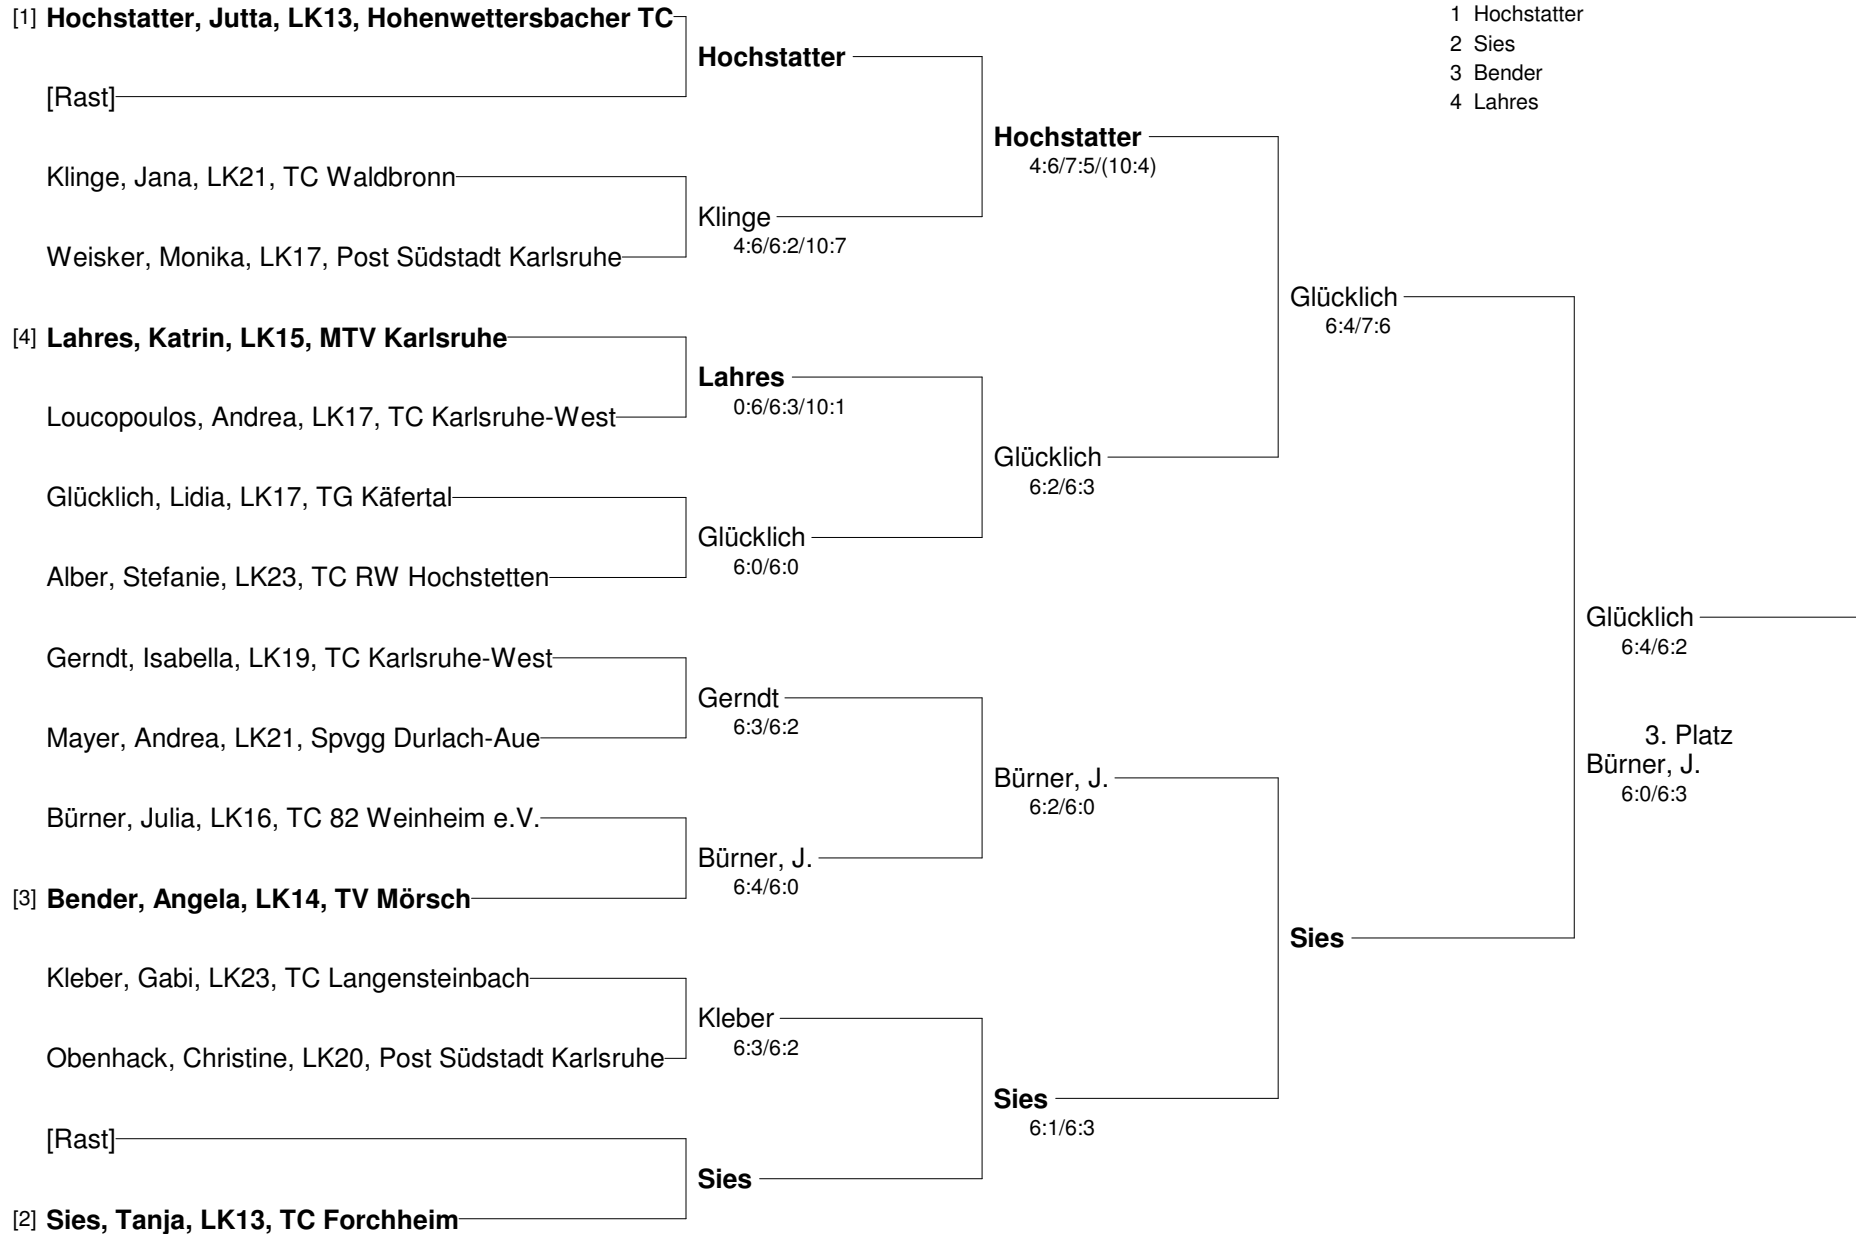 [1] Hochstatter, Jutta, LK13, Hohenwettersbacher TC
[Rast]
Klinge, Jana, LK21, TC Waldbronn
Weisker, Monika, LK17, Post Südstadt Karlsruhe
[4] Lahres, Katrin, LK15, MTV Karlsruhe
Loucopoulos, Andrea, LK17, TC Karlsruhe-West
Glücklich, Lidia, LK17, TG Käfertal
Alber, Stefanie, LK23, TC RW Hochstetten
Gerndt, Isabella, LK19, TC Karlsruhe-West
Mayer, Andrea, LK21, Spvgg Durlach-Aue
Bürner, Julia, LK16, TC 82 Weinheim e.V.
[3] Bender, Angela, LK14, TV Mörsch
Kleber, Gabi, LK23, TC Langensteinbach
Obenhack, Christine, LK20, Post Südstadt Karlsruhe
[Rast]
[2] Sies, Tanja, LK13, TC Forchheim
Hochstatter
Klinge
4:6/6:2/10:7
Lahres
0:6/6:3/10:1
Glücklich
6:0/6:0
Gerndt
6:3/6:2
Bürner, J.
6:4/6:0
Kleber
6:3/6:2
Sies
Hochstatter
4:6/7:5/(10:4)
Glücklich
6:2/6:3
Bürner, J.
6:2/6:0
Sies
6:1/6:3
Glücklich
6:4/7:6
Sies
Glücklich
6:4/6:2
3. Platz
Bürner, J.
6:0/6:3
1 Hochstatter
2 Sies
3 Bender
4 Lahres